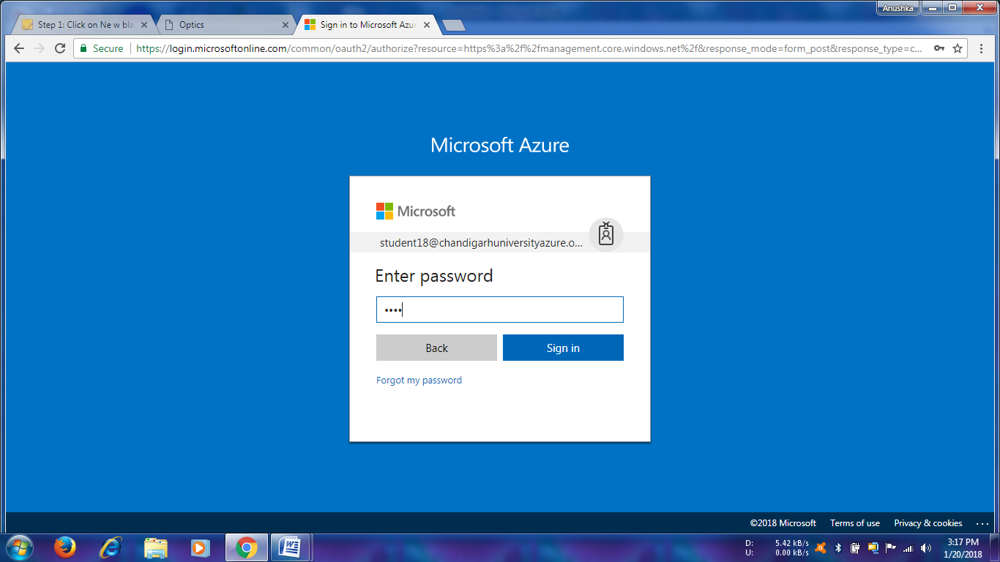 Anushka
Step 1: Click on Ne w bla
Optics
Sign in to Microsoft Azur
Secure
https://login.microsoftonline.com/common/oauth2/authorize?resource=https%3a%2f%2fmanagement.core.windows.net%2f&response_mode=form_post&response_type=c...
Microsoft Azure
Microsoft
student18@chandigarhuniversityazure.o...
Enter password
Back
Sign in
Forgot my password
©2018 Microsoft
Terms of use
Privacy & cookies
D: 5.42 kB/s
U: 0.00 kB/s
3:17 PM
1/20/2018